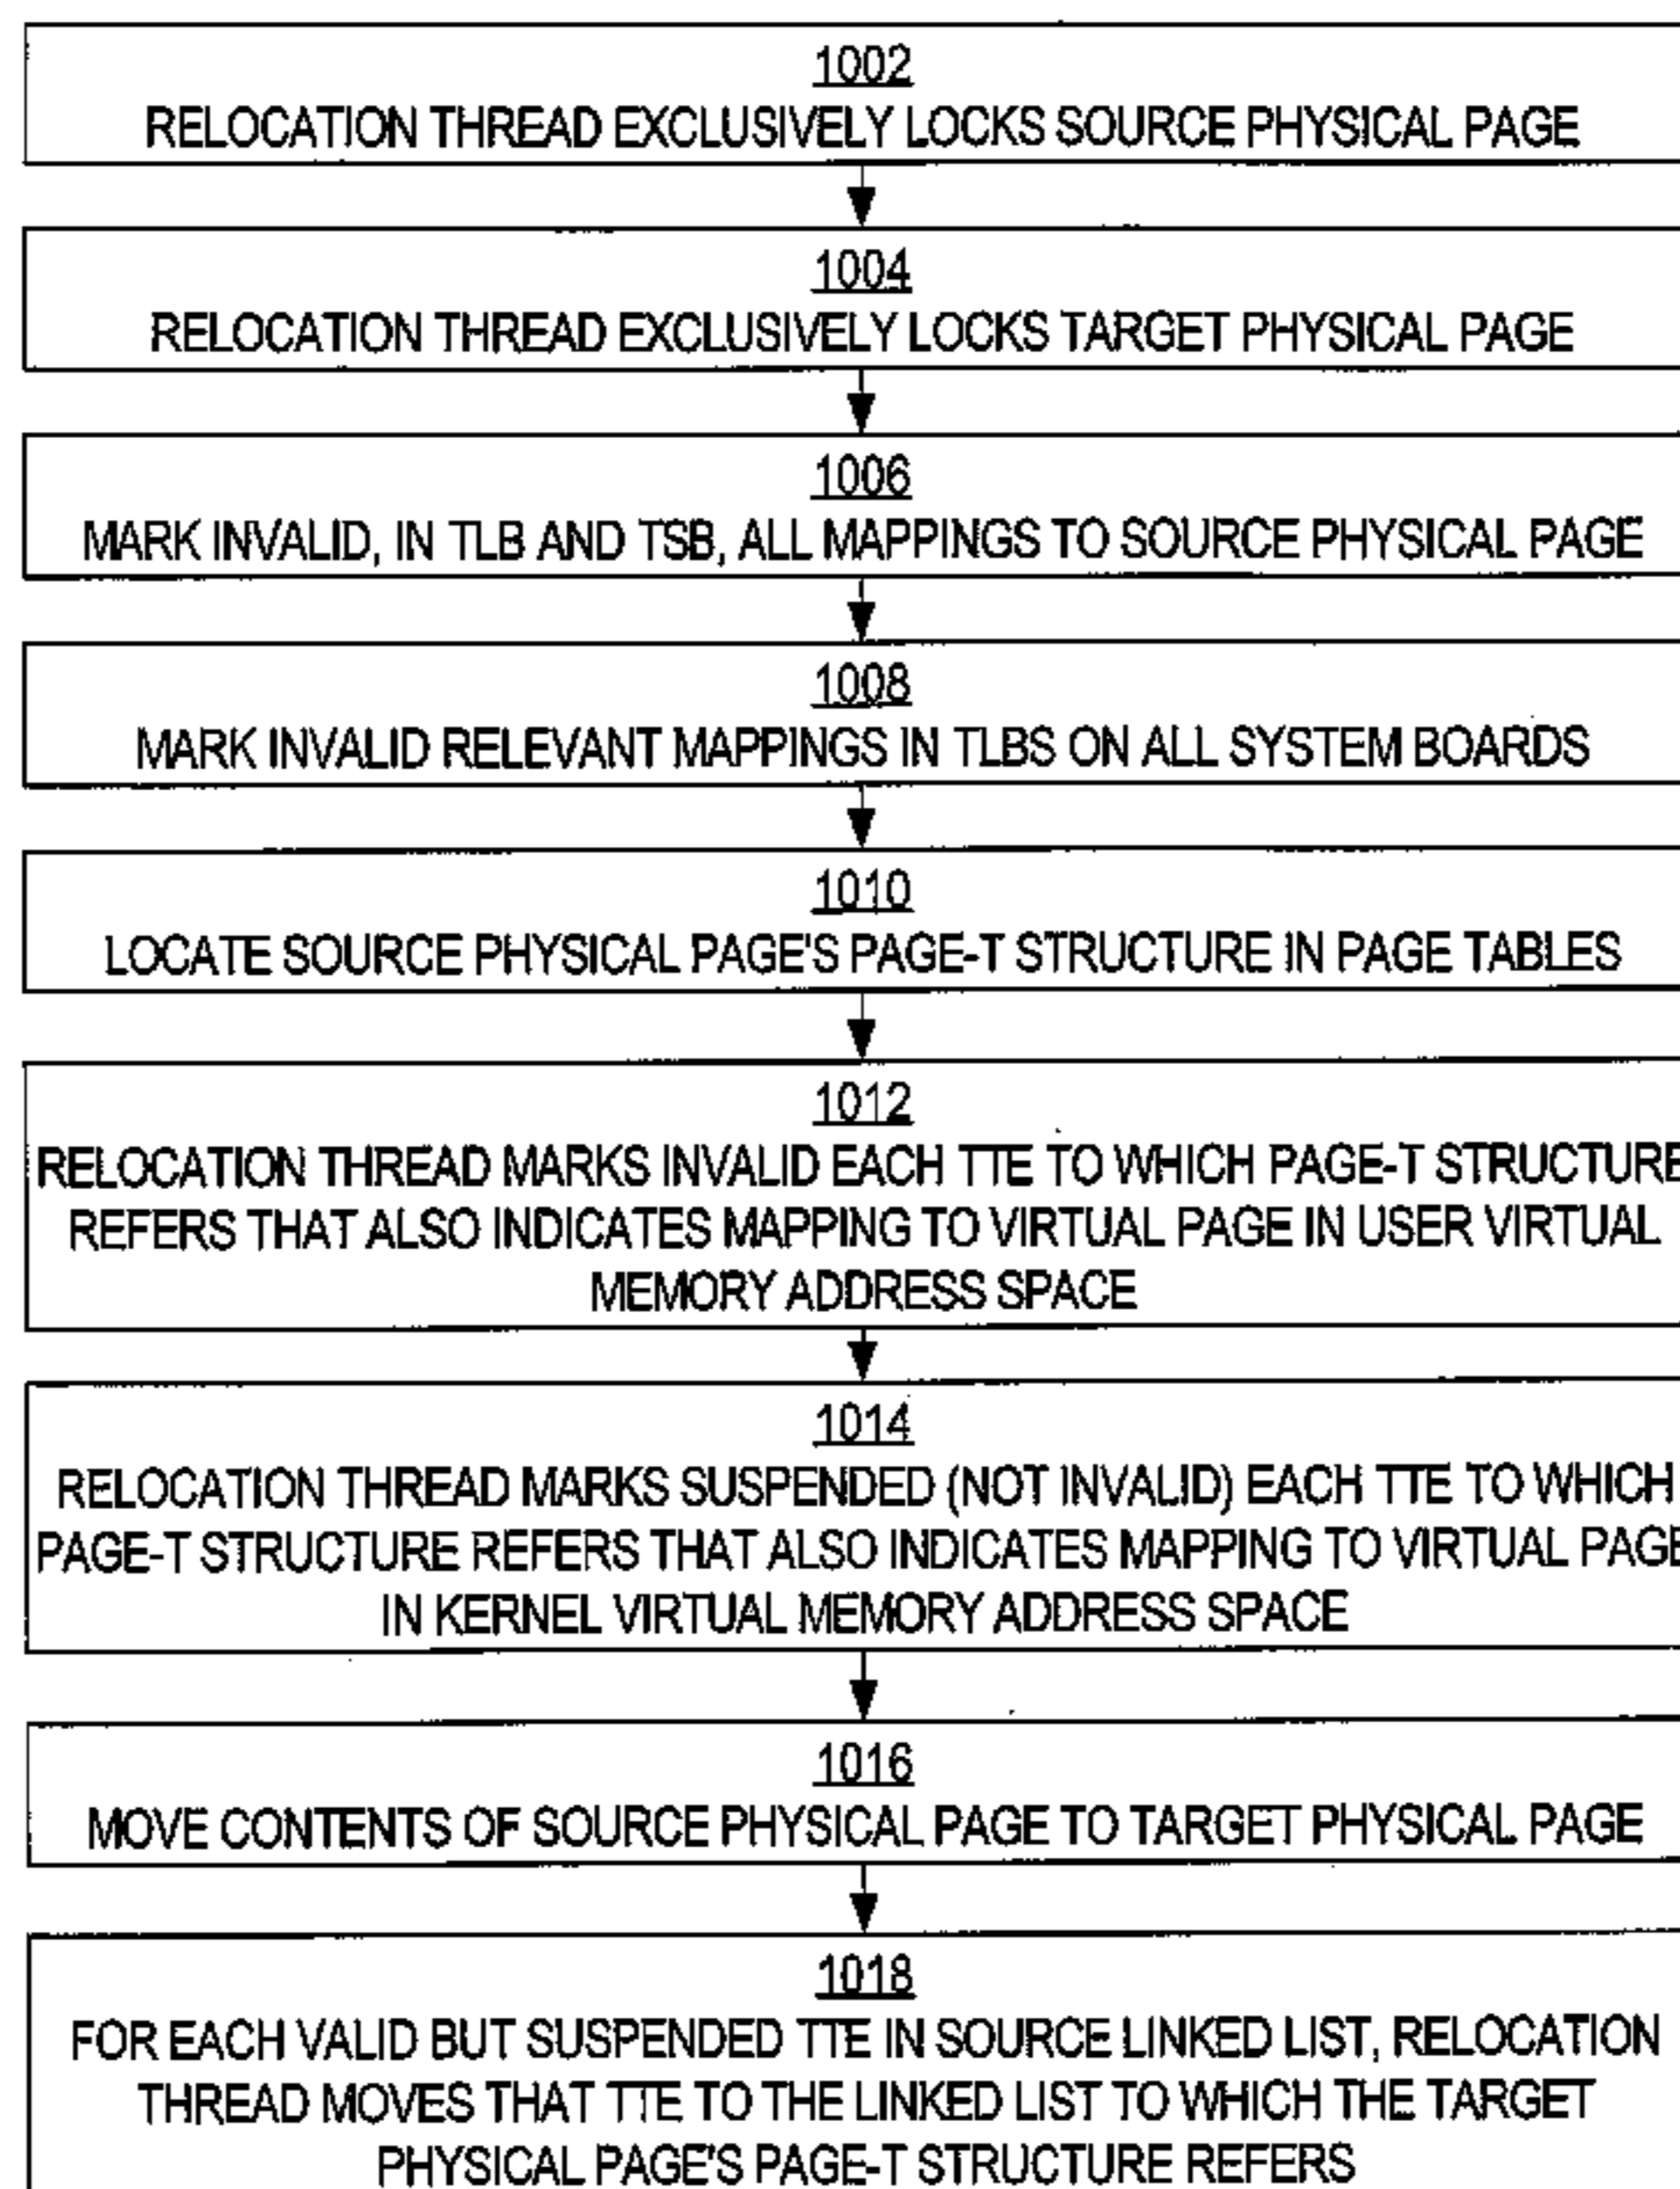 1002
RELOCATION THREAD EXCLUSIVELY LOCKS SOURCE PHYSICAL PAGE
1004
RELOCATION THREAD EXCLUSIVELY LOCKS TARGET PHYSICAL PAGE
1006
MARK INVALID, IN TLB AND TSB, ALL MAPPINGS TO SOURCE PHYSICAL PAGE
1008
MARK INVALID RELEVANT MAPPINGS IN TLBS ON ALL SYSTEM BOARDS
1010
LOCATE SOURCE PHYSICAL PAGE'S PAGE-T STRUCTURE IN PAGE TABLES
1012
RELOCATION THREAD MARKS INVALID EACH TTE TO WHICH PAGE-T STRUCTURE
REFERS THAT ALSO INDICATES MAPPING TO VIRTUAL PAGE IN USER VIRTUAL
MEMORY ADDRESS SPACE
1014
RELOCATION THREAD MARKS SUSPENDED (NOT INVALID) EACH TTE TO WHICH
PAGE-T STRUCTURE REFERS THAT ALSO INDICATES MAPPING TO VIRTUAL PAGE
IN KERNEL VIRTUAL MEMORY ADDRESS SPACE
1016
MOVE CONTENTS OF SOURCE PHYSICAL PAGE TO TARGET PHYSICAL PAGE
1018
FOR EACH VALID BUT SUSPENDED TTE IN SOURCE LINKED LIST, RELOCATION
THREAD MOVES THAT TTE TO THE LINKED LIST TO WHICH THE TARGET
PHYSICAL PAGE'S PAGE-T STRUCTURE REFERS